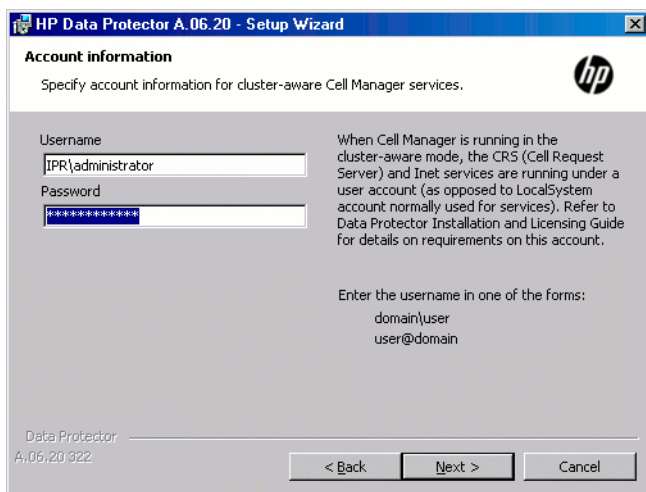 HP Data Protector A.06.20 - Setup Wizard
Account information
Specify account information for cluster-aware Cell Manager services.
hp
Username
IPR\administrator
Password
************
When Cell Manager is running in the
cluster-aware mode, the CRS (Cell Request
Server) and Inet services are running under a
user account (as opposed to LocalSystem
account normally used for services). Refer to
Data Protector Installation and Licensing Guide
for details on requirements on this account.
Enter the username in one of the forms:
domain\user
user@domain
Data Protector
A.06.20 322
< Back
Next >
Cancel